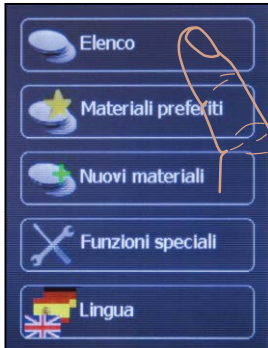 Elenco
Materiali preferiti
Nuovi materiali
Funzioni speciali
Lingua